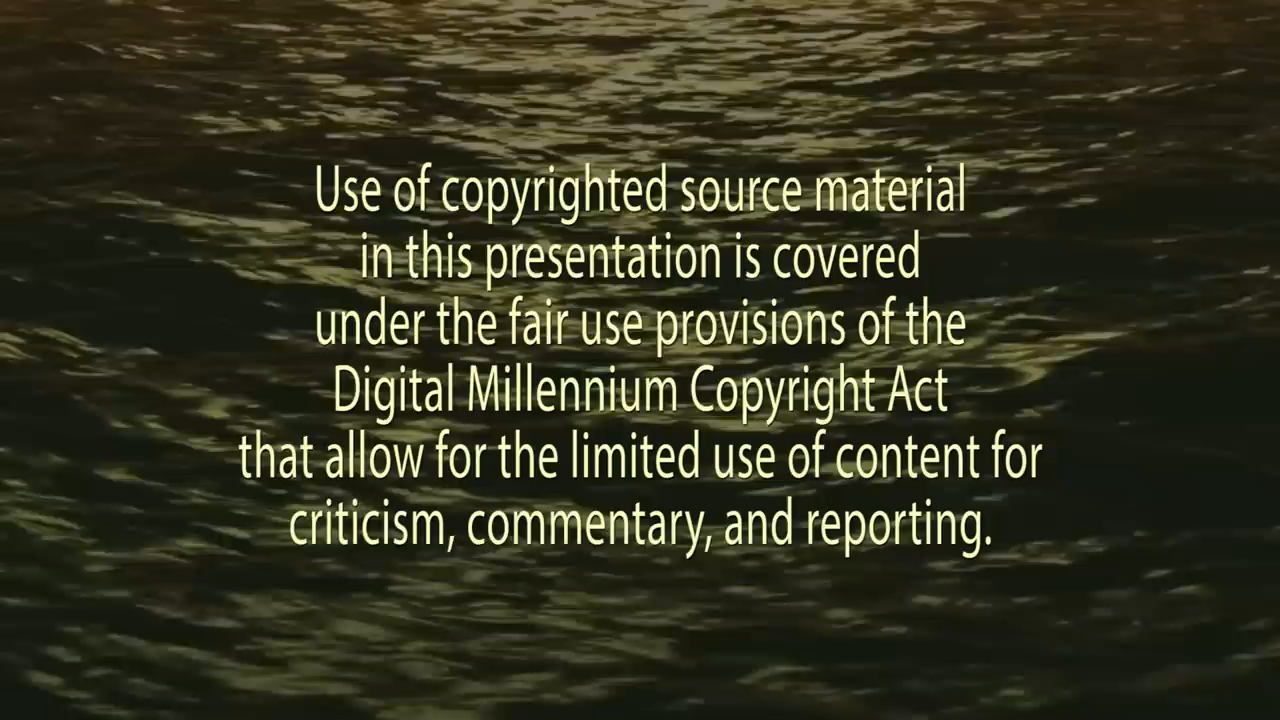 Use of copyrighted source material
in this presentation is covered
under the fair use provisions of the
Digital Millennium Copyright Act
that allow for the limited use of content for
criticism, commentary, and reporting.